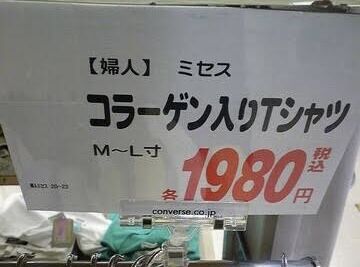 【婦人】 ミセス
コラーゲン入りTシャツ
M～L寸
各1980円 税込
converse.co.jp